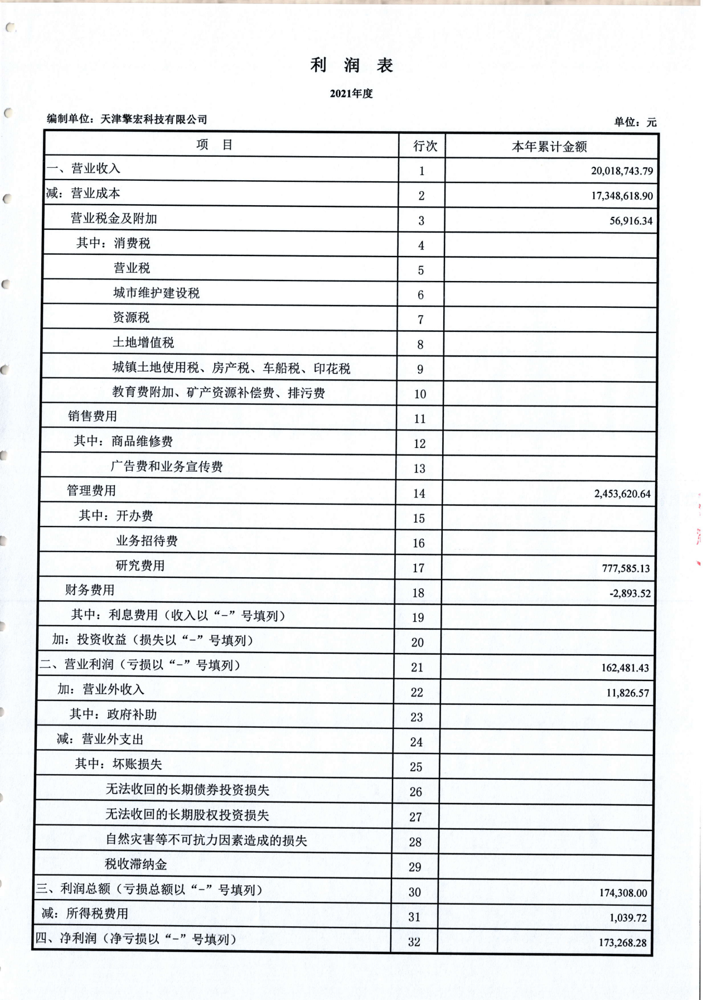 利 润 表
2021年度
编制单位：天津擎宏科技有限公司 单位：元
项 目 行次 本年累计金额
一、营业收入 1 20,018,743.79
减：营业成本 2 17,348,618.90
营业税金及附加 3 56,916.34
其中：消费税 4
营业税 5
城市维护建设税 6
资源税 7
土地增值税 8
城镇土地使用税、房产税、车船税、印花税 9
教育费附加、矿产资源补偿费、排污费 10
销售费用 11
其中：商品维修费 12
广告费和业务宣传费 13
管理费用 14 2,453,620.64
其中：开办费 15
业务招待费 16
研究费用 17 777,585.13
财务费用 18 -2,893.52
其中：利息费用（收入以“-”号填列） 19
加：投资收益（损失以“-”号填列） 20
二、营业利润（亏损以“-”号填列） 21 162,481.43
加：营业外收入 22 11,826.57
其中：政府补助 23
减：营业外支出 24
其中：坏账损失 25
无法收回的长期债券投资损失 26
无法收回的长期股权投资损失 27
自然灾害等不可抗力因素造成的损失 28
税收滞纳金 29
三、利润总额（亏损总额以“-”号填列） 30 174,308.00
减：所得税费用 31 1,039.72
四、净利润（净亏损以“-”号填列） 32 173,268.28